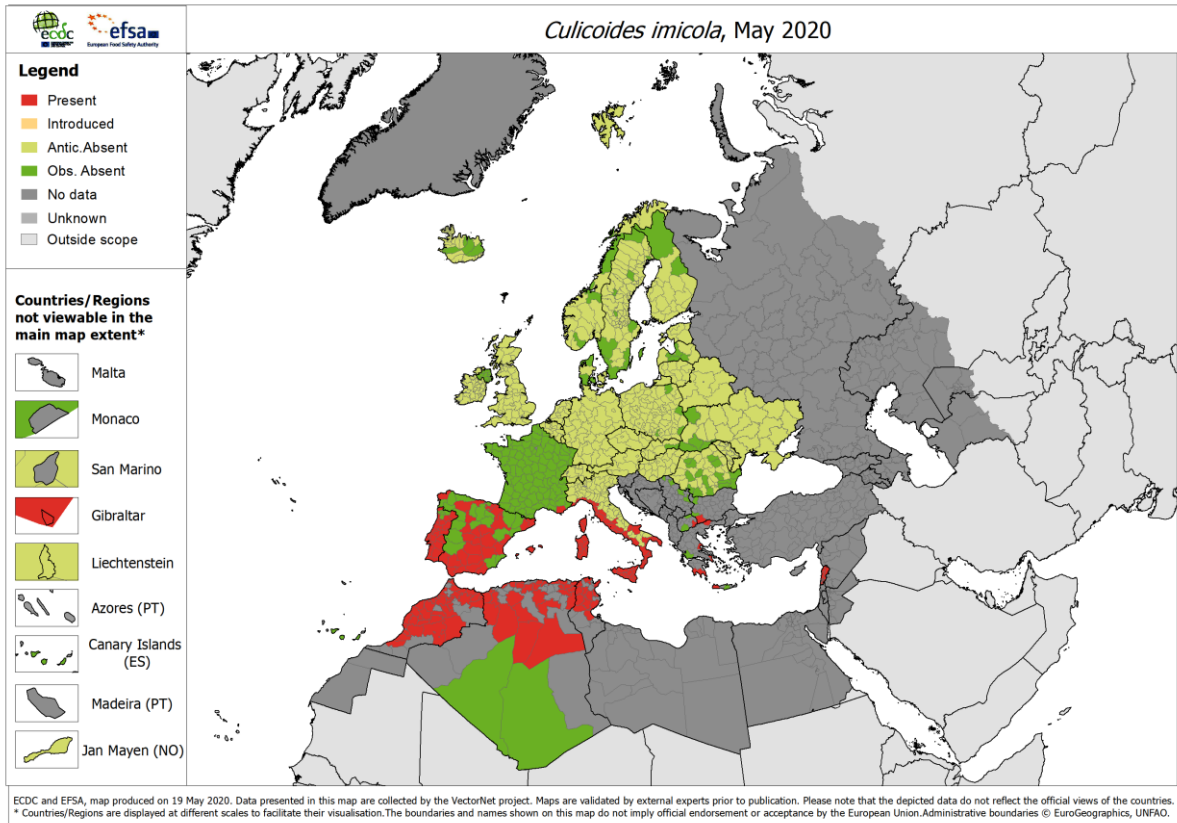 ecdc
efsa
European Food Safety Authority
Culicoides imicola, May 2020
Legend
Present
Introduced
Antic.Absent
Obs. Absent
No data
Unknown
Outside scope
Countries/Regions
not viewable in the
main map extent*
Malta
Monaco
San Marino
Gibraltar
Liechtenstein
Azores (PT)
Canary Islands
(ES)
Madeira (PT)
Jan Mayen (NO)
ECDC and EFSA, map produced on 19 May 2020. Data presented in this map are collected by the VectorNet project. Maps are validated by external experts prior to publication. Please note that the depicted data do not reflect the official views of the countries.
* Countries/Regions are displayed at different scales to facilitate their visualisation.The boundaries and names shown on this map do not imply official endorsement or acceptance by the European Union.Administrative boundaries © EuroGeographics, UNFAO.